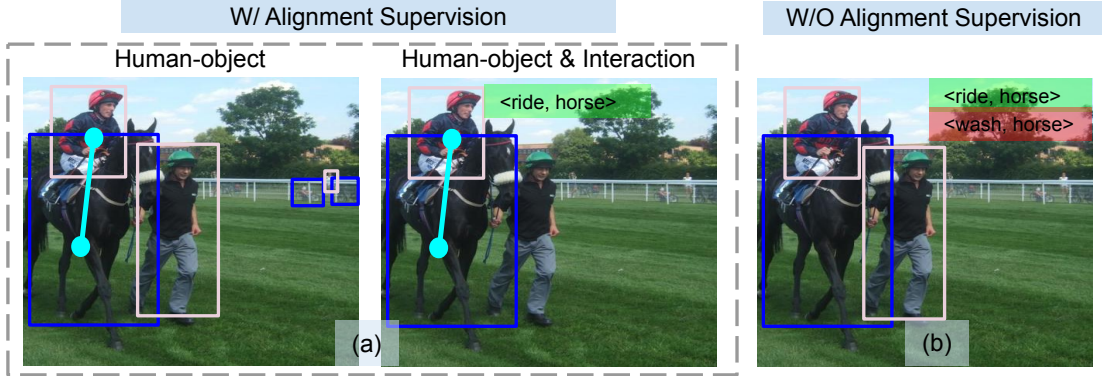 W/ Alignment Supervision
W/O Alignment Supervision
Human-object
Human-object & Interaction
<ride, horse>
<ride, horse>
<wash, horse>
(a)
(b)